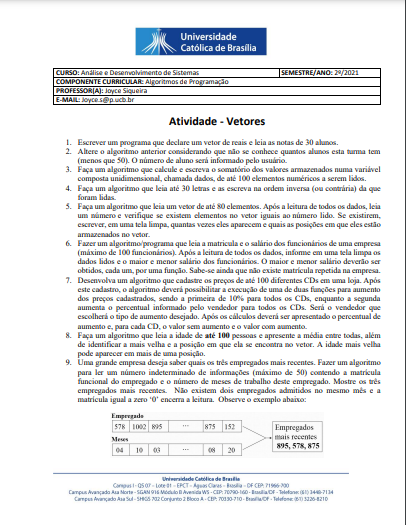 Universidade
Católica de Brasília
CURSO: Análise e Desenvolvimento de Sistemas SEMESTRE/ANO: 2º/2021
COMPONENTE CURRICULAR: Algoritmos de Programação
PROFESSOR(A): Joyce Siqueira
E-MAIL: Joyce.s@p.ucb.br
Atividade - Vetores
1. Escrever um programa que declare um vetor de reais e leia as notas de 30 alunos.
2. Altere o algoritmo anterior considerando que não se conhece quantos alunos esta turma tem
(menos que 50). O número de aluno será informado pelo usuário.
3. Faça um algoritmo que calcule e escreva o somatório dos valores armazenados numa variável
composta unidimensional, chamada dados, de até 100 elementos numéricos a serem lidos.
4. Faça um algoritmo que leia até 30 letras e as escreva na ordem inversa (ou contrária) da que
foram lidas.
5. Faça um algoritmo que leia um vetor de até 80 elementos. Após a leitura de todos os dados, leia
um número e verifique se existem elementos no vetor iguais ao número lido. Se existirem,
escrever, em uma tela limpa, quantas vezes eles aparecem e quais as posições em que eles estão
armazenados no vetor.
6. Fazer um algoritmo/programa que leia a matricula e o salário dos funcionários de uma empresa
(máximo de 100 funcionários). Após a leitura de todos os dados, informe em uma tela limpa os
dados lidos e o maior e menor salário dos funcionários. O maior e menor salário deverão ser
obtidos, cada um, por uma função. Sabe-se ainda que não existe matrícula repetida na empresa.
7. Desenvolva um algoritmo que cadastre os preços de até 100 diferentes CDs em uma loja. Após
este cadastro, o algoritmo deverá possibilitar a execução de uma de duas funções para aumento
dos preços cadastrados, sendo a primeira de 10% para todos os CDs, enquanto a segunda
aumenta o percentual informado pelo vendedor para todos os CDs. Será o vendedor que
escolherá o tipo de aumento desejado. Após os cálculos deverá ser apresentado o percentual de
aumento e, para cada CD, o valor sem aumento e o valor com aumento.
8. Faça um algoritmo que leia a idade de até 100 pessoas e apresente a média entre todas, além
de identificar a mais velha e a posição em que ela se encontra no vetor. A idade mais velha
pode aparecer em mais de uma posição.
9. Uma grande empresa deseja saber quais os três empregados mais recentes. Fazer um algoritmo
para ler um número indeterminado de informações (máximo de 50) contendo a matrícula
funcional do empregado e o número de meses de trabalho deste empregado. Mostre os três
empregados mais recentes. Não existem dois empregados admitidos no mesmo mês e a
matrícula igual a zero '0' encerra a leitura. Observe o exemplo abaixo:
Empregado
578 1002 895 ... 875 152
Meses
04 10 03 ... 08 20
Empregados
mais recentes
895, 578, 875
Universidade Católica de Brasília
Campus I - QS 07 – Lote 01 – EPCT – Águas Claras – Brasília – DF CEP: 71966-700
Campus Avançado Asa Norte - SGAN 916 Módulo B Avenida W5 - CEP: 70790-160 - Brasília/DF - Telefone: (61) 3448-7134
Campus Avançado Asa Sul - SHIGS 702 Conjunto 2 Bloco A - CEP: 70330-710 - Brasília/DF - Telefone: (61) 3226-8210